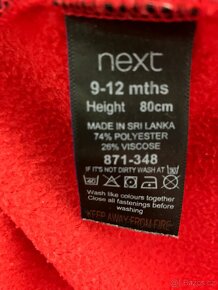 next
9-12 mths
Height 80cm
MADE IN SRI LANKA
74% POLYESTER
26% VISCOSE
871-348
IF IT'S NOT DIRTY WASH AT
Wash like colours together
Close all fasteners before
washing
KEEP AWAY FROM FIRE